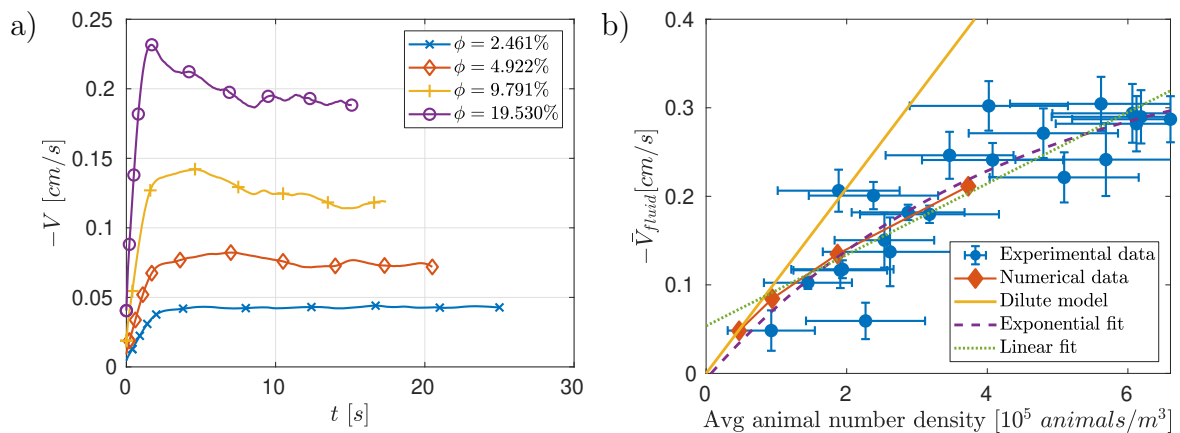 a)
0.25
0.2
0.15
0.1
0.05
0
−V [cm/s]
ϕ = 2.461%
ϕ = 4.922%
ϕ = 9.791%
ϕ = 19.530%
0
10
20
30
t [s]
b)
0.4
0.3
0.2
0.1
0
−V̄fluid[cm/s]
Experimental data
Numerical data
Dilute model
Exponential fit
Linear fit
0
2
4
6
Avg animal number density [10⁵ animals/m³]